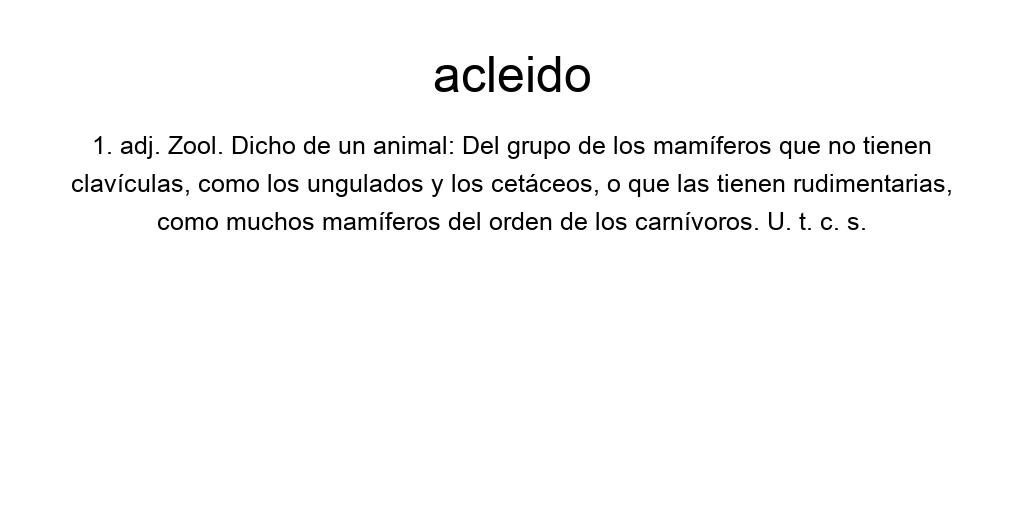 acleido
1. adj. Zool. Dicho de un animal: Del grupo de los mamíferos que no tienen
clavículas, como los ungulados y los cetáceos, o que las tienen rudimentarias,
como muchos mamíferos del orden de los carnívoros. U. t. c. s.